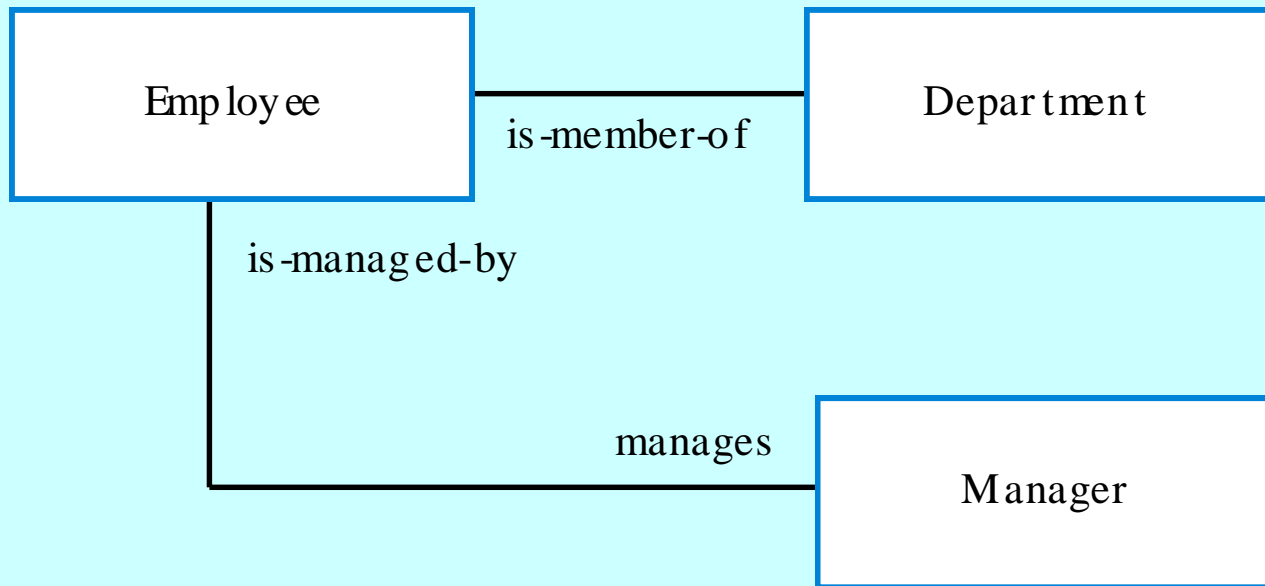 Employee
Department
is-member-of
is-managed-by
manages
Manager